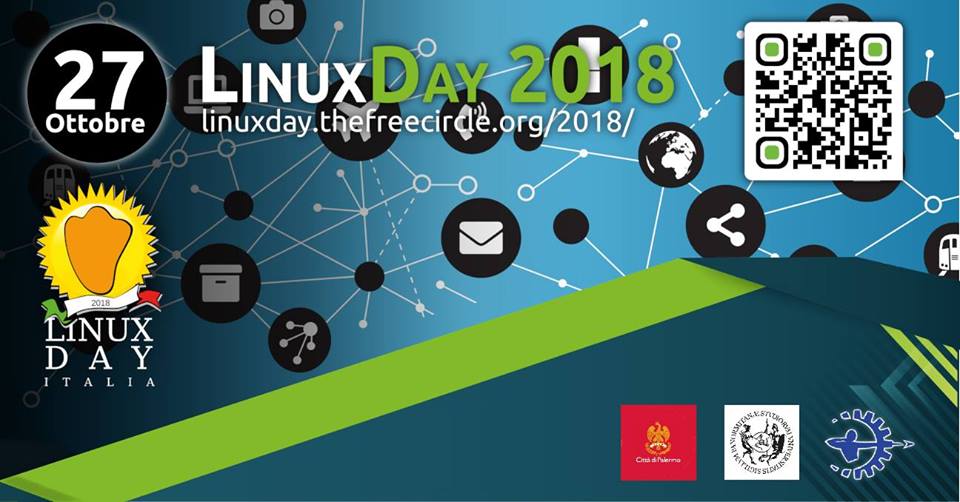 27
Ottobre
LINUXDAY 2018
linuxday.thefreecircle.org/2018/
2018
LINUX
DAY
ITALIA
Città di Palermo